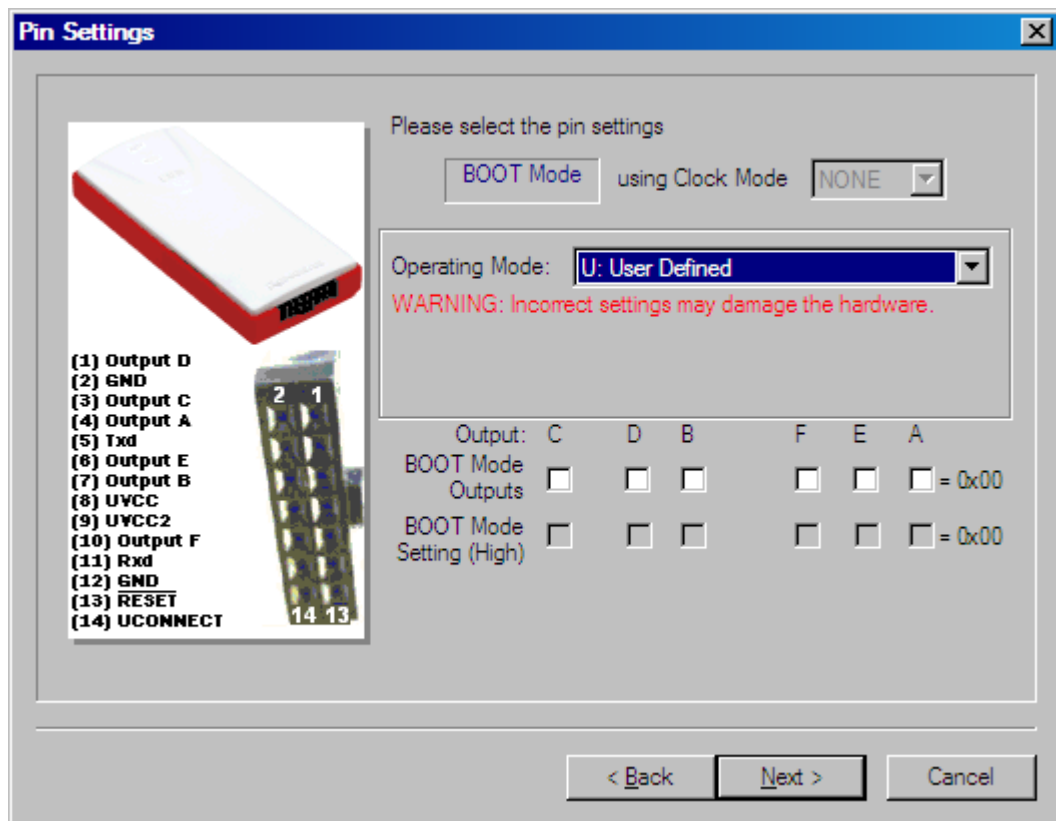 Pin Settings
Please select the pin settings
BOOT Mode using Clock Mode NONE
Operating Mode: U: User Defined
WARNING: Incorrect settings may damage the hardware.
(1) Output D
(2) GND
(3) Output C
(4) Output A
(5) Txd
(6) Output E
(7) Output B
(8) UVCC
(9) UVCC2
(10) Output F
(11) Rxd
(12) GND
(13) RESET
(14) UCONNECT
2 1
14 13
Output: C D B F E A
BOOT Mode
Outputs = 0x00
BOOT Mode
Setting (High) = 0x00
< Back Next > Cancel